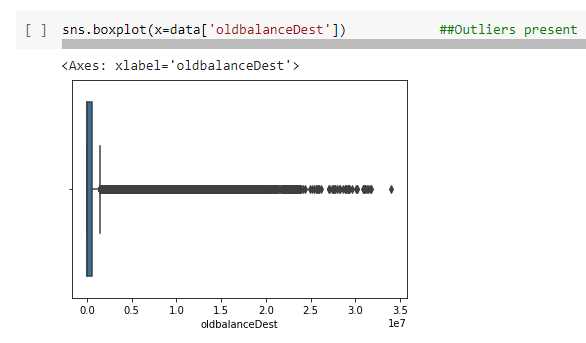 [ ] sns.boxplot(x=data['oldbalanceDest']) ##Outliers present
<Axes: xlabel='oldbalanceDest'>
0.0 0.5 1.0 1.5 2.0 2.5 3.0 3.5
1e7
oldbalanceDest